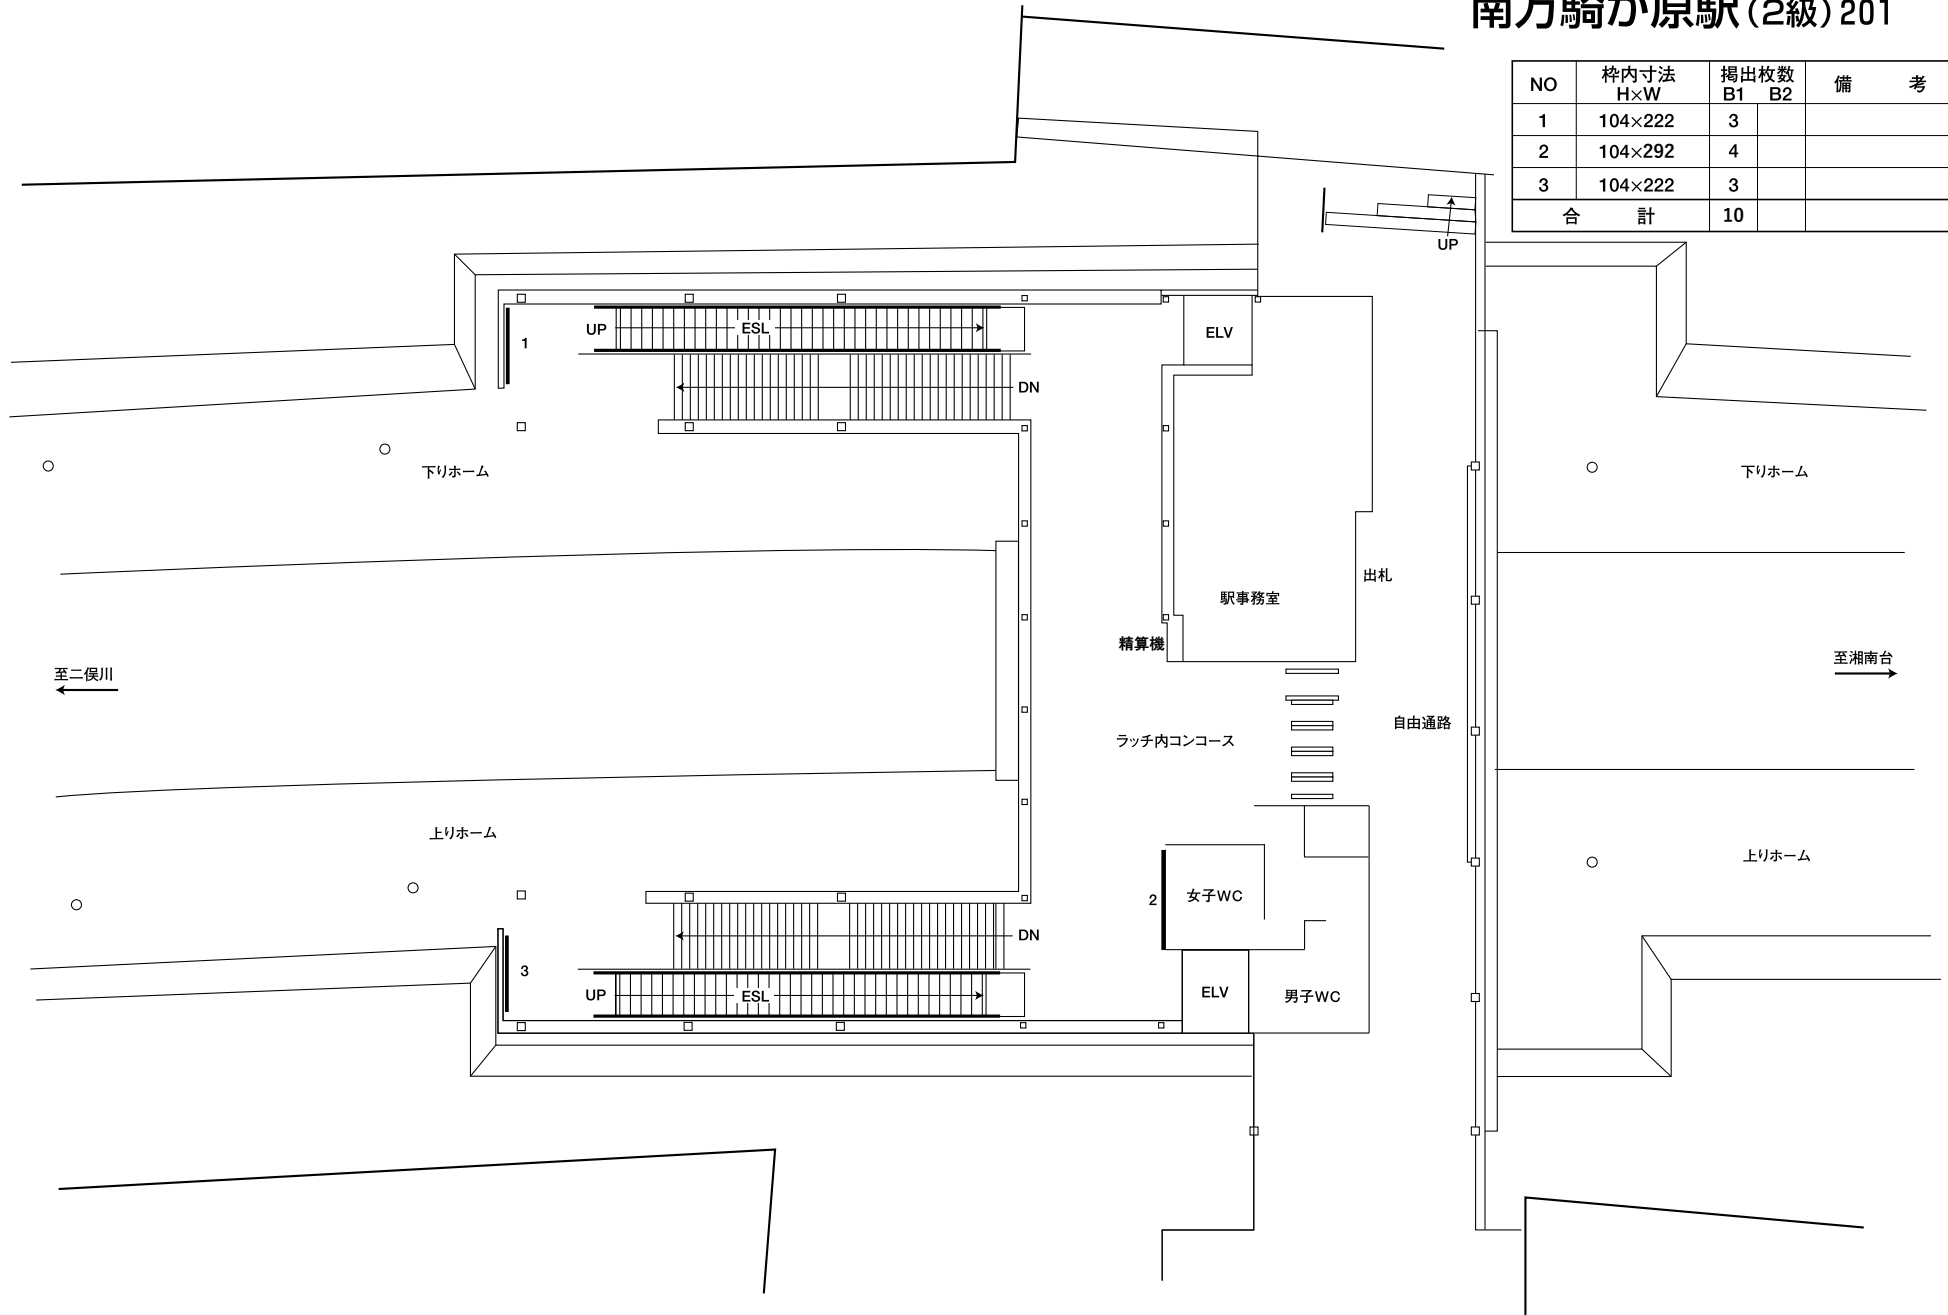 南万騎が原駅(2級)201
NO 枠内寸法 H×W 掲出枚数 B1 B2 備考
1 104×222 3
2 104×292 4
3 104×222 3
合計 10
UP
UP ESL
ELV
1
DN
下りホーム
下りホーム
出札
駅事務室
精算機
至二俣川
至湘南台
自由通路
ラッチ内コンコース
上りホーム
上りホーム
女子WC
2
DN
3
UP ESL
ELV
男子WC